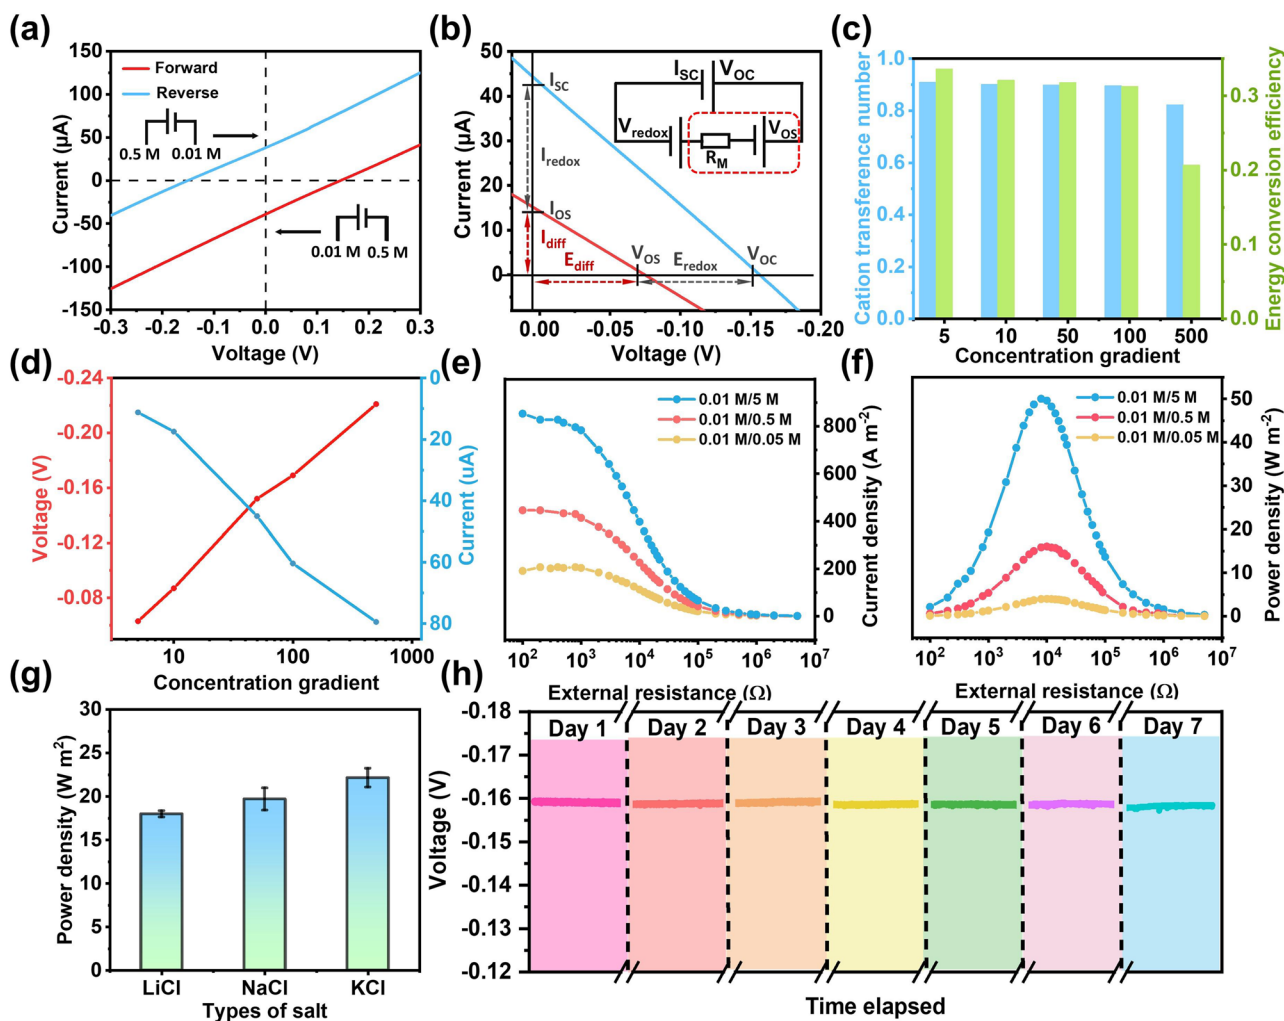 (a)
Current (µA)
150
100
50
0
-50
-100
150
Forward
Reverse
0.5 M 0.01 M
0.01 M 0.5 M
-0.3 -0.2 -0.1 0.0 0.1 0.2 0.3
Voltage (V)
(b)
Current (µA)
50
40
30
20
10
0
I_SC
I_redox
I_OS
I_diff
E_diff
V_OS
E_redox
V_OC
I_SC V_OC
V_redox R_M V_OS
0.00 -0.05 -0.10 -0.15 -0.20
Voltage (V)
(c)
Cation transference number
1.0
0.8
0.6
0.4
0.2
0.0
Energy conversion efficiency
0.3
0.2
0.3
0.0
5 10 50 100 500
Concentration gradient
(d)
Voltage (V)
-0.24
-0.20
-0.16
-0.12
-0.08
Current (uA)
0
20
40
60
80
10 100 1000
Concentration gradient
(e)
0.01 M/5 M
0.01 M/0.5 M
0.01 M/0.05 M
Current density (A m⁻²)
800
600
400
200
0
10² 10³ 10⁴ 10⁵ 10⁶ 10⁷
External resistance (Ω)
(f)
0.01 M/5 M
0.01 M/0.5 M
0.01 M/0.05 M
Power density (W m⁻²)
50
40
30
20
10
0
10² 10³ 10⁴ 10⁵ 10⁶ 10⁷
External resistance (Ω)
(g)
Power density (W m²)
30
25
20
15
10
5
0
LiCl NaCl KCl
Types of salt
(h)
Voltage (V)
-0.18
-0.17
-0.16
-0.15
-0.14
-0.13
-0.12
Day 1 Day 2 Day 3 Day 4 Day 5 Day 6 Day 7
Time elapsed